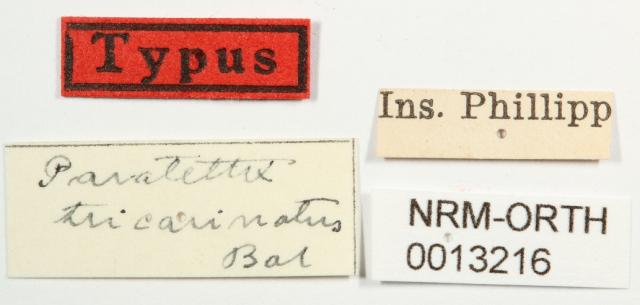 Typus
Ins. Phillipp
Paratettix
tricarinatus
Bol
NRM-ORTH
0013216